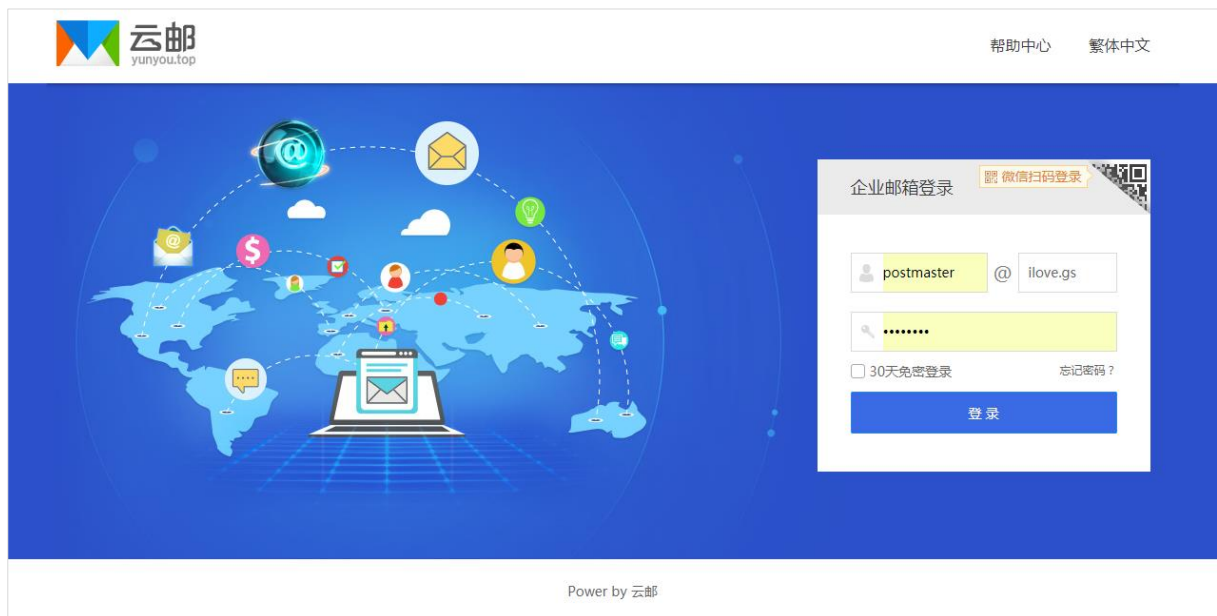 云邮
yunyou.top
帮助中心 繁体中文
企业邮箱登录
微信扫码登录
postmaster @ ilove.gs
••••••••
30天免密登录 忘记密码?
登 录
Power by 云邮